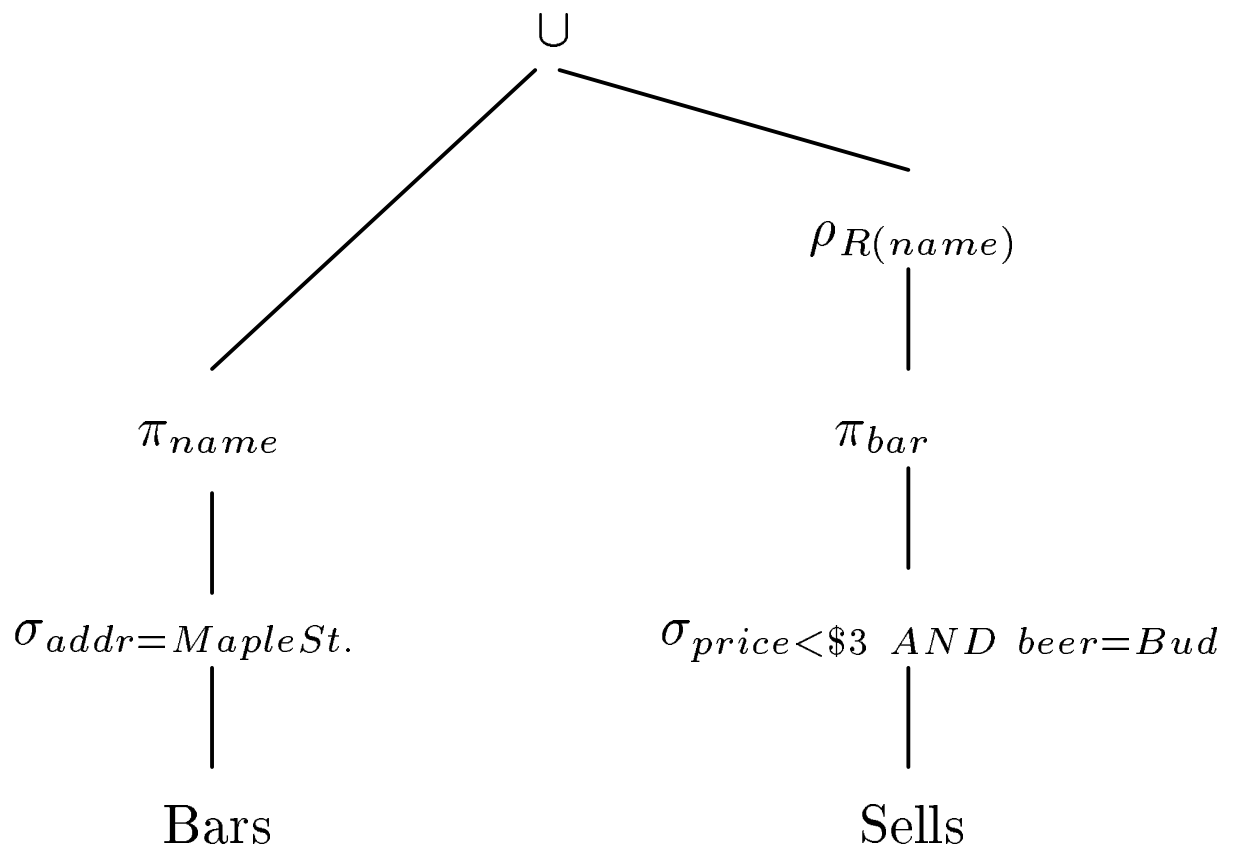 ∪
ρR(name)
πname πbar
σaddr=MapleSt. σprice<$3 AND beer=Bud
Bars Sells